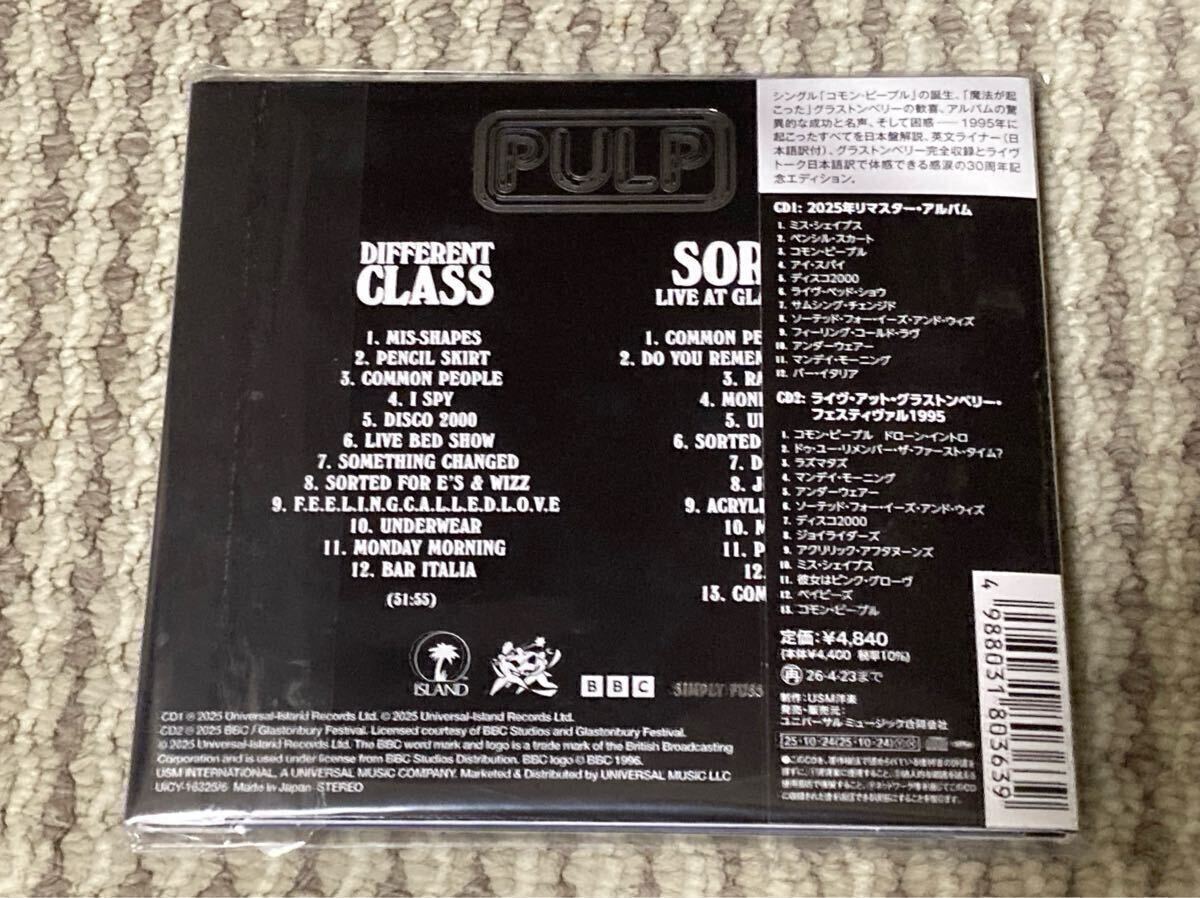 PULP
DIFFERENT
CLASS
1. MIS-SHAPES
2. PENCIL SKIRT
3. COMMON PEOPLE
4. I SPY
5. DISCO 2000
6. LIVE BED SHOW
7. SOMETHING CHANGED
8. SORTED FOR E'S & WIZZ
9. F.E.E.L.I.N.G.C.A.L.L.E.D.L.O.V.E
10. UNDERWEAR
11. MONDAY MORNING
12. BAR ITALIA
(51:55)
SOR
LIVE AT GLA
1. COMMON PE
2. DO YOU REMEM
3. RA
4. MON
5. U
6. SORTED
7. D
8. J
9. ACRYLI
10. M
11. P
12.
13. COM
ISLAND
BBC
SIMPLY FUSS
CD1 ℗ 2025 Universal-Island Records Ltd. © 2025 Universal-Island Records Ltd.
CD2 ℗ 2025 BBC / Glastonbury Festival. Licensed courtesy of BBC Studios and Glastonbury Festival.
© 2025 Universal-Island Records Ltd. The BBC word mark and logo is a trade mark of the British Broadcasting
Corporation and is used under license from BBC Studios Distribution. BBC logo © BBC 1996.
USM INTERNATIONAL, A UNIVERSAL MUSIC COMPANY. Marketed & Distributed by UNIVERSAL MUSIC LLC
UICY-16325/6 Made in Japan STEREO
シングル「コモン・ピープル」の誕生、「魔法が起
こった」グラストンベリーの歓喜、アルバムの驚
異的な成功と名声、そして困惑――1995年に
起こったすべてを日本盤解説、英文ライナー(日
本語訳付)、グラストンベリー完全収録とライヴ
トーク日本語訳で体感できる感涙の30周年記
念エディション。
CD1: 2025年リマスター・アルバム
1. ミス・シェイプス
2. ペンシル・スカート
3. コモン・ピープル
4. アイ・スパイ
5. ディスコ2000
6. ライヴ・ベッド・ショウ
7. サムシング・チェンジド
8. ソーテッド・フォー・イーズ・アンド・ウィズ
9. フィーリング・コールド・ラヴ
10. アンダーウェアー
11. マンデイ・モーニング
12. バー・イタリア
CD2: ライヴ・アット・グラストンベリー・
フェスティヴァル1995
1. コモン・ピープル ドローン・イントロ
2. ドゥ・ユー・リメンバー・ザ・ファースト・タイム?
3. ラズマタズ
4. マンデイ・モーニング
5. アンダーウェアー
6. ソーテッド・フォー・イーズ・アンド・ウィズ
7. ディスコ2000
8. ジョイライダーズ
9. アクリリック・アフタヌーンズ
10. ミス・シェイプス
11. 彼女はピンク・グローヴ
12. ベイビーズ
13. コモン・ピープル
定価:¥4,840
(本体¥4,400 税率10%)
再 26・4・23まで
制作:USM洋楽
発売・販売元:
ユニバーサル ミュージック合同会社
25・10・24(25・10・24)
4 988031 803639